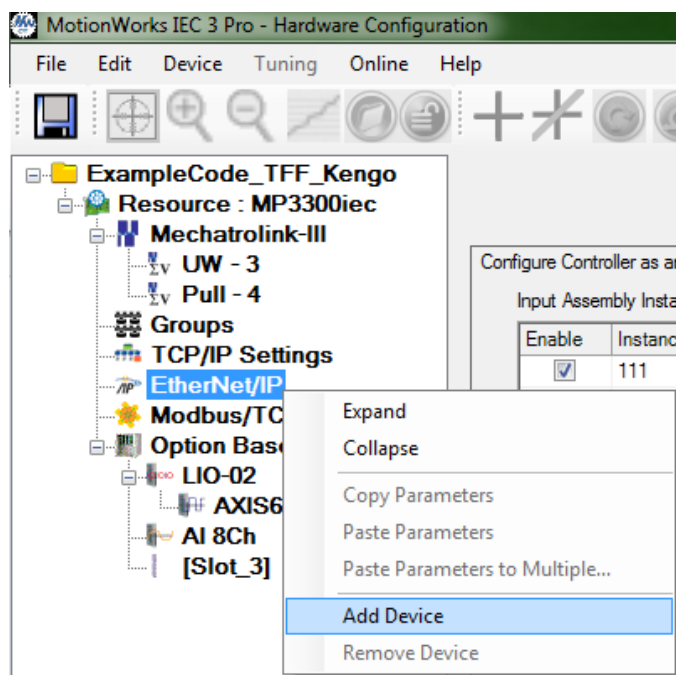 MotionWorks IEC 3 Pro - Hardware Configuration
File Edit Device Tuning Online Help
ExampleCode_TFF_Kengo
Resource : MP3300iec
Mechatrolink-III
UW - 3
Pull - 4
Groups
TCP/IP Settings
EtherNet/IP
Modbus/TC
Option Bas
LIO-02
AXIS6
AI 8Ch
[Slot_3]
Configure Controller as a
Input Assembly Insta
Enable Instanc
111
Expand
Collapse
Copy Parameters
Paste Parameters
Paste Parameters to Multiple...
Add Device
Remove Device